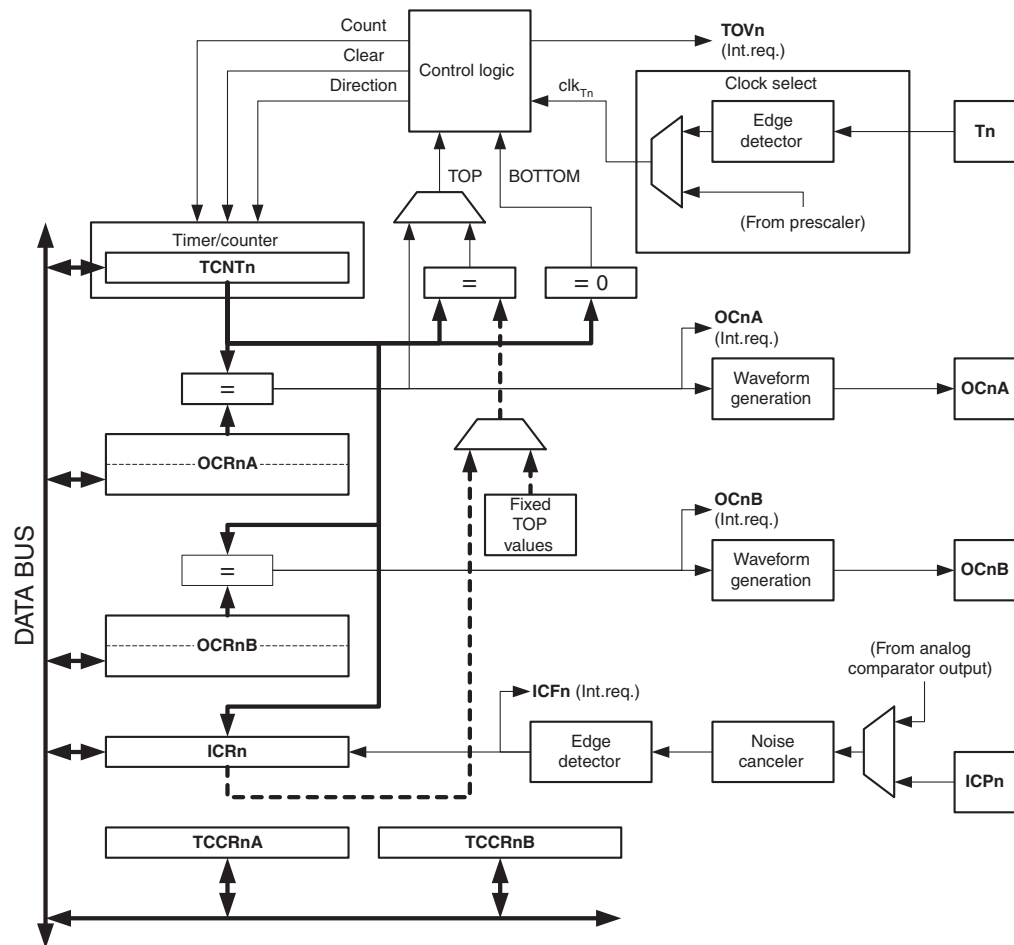 Count
Clear
Direction
Control logic
TOVn
(Int.req.)
clkTn
Clock select
Edge
detector
Tn
(From prescaler)
TOP
BOTTOM
Timer/counter
TCNTn
=
= 0
=
OCnA
(Int.req.)
Waveform
generation
OCnA
OCRnA
Fixed
TOP
values
OCnB
(Int.req.)
=
Waveform
generation
OCnB
OCRnB
DATA BUS
(From analog
comparator output)
ICFn (Int.req.)
ICRn
Edge
detector
Noise
canceler
ICPn
TCCRnA
TCCRnB